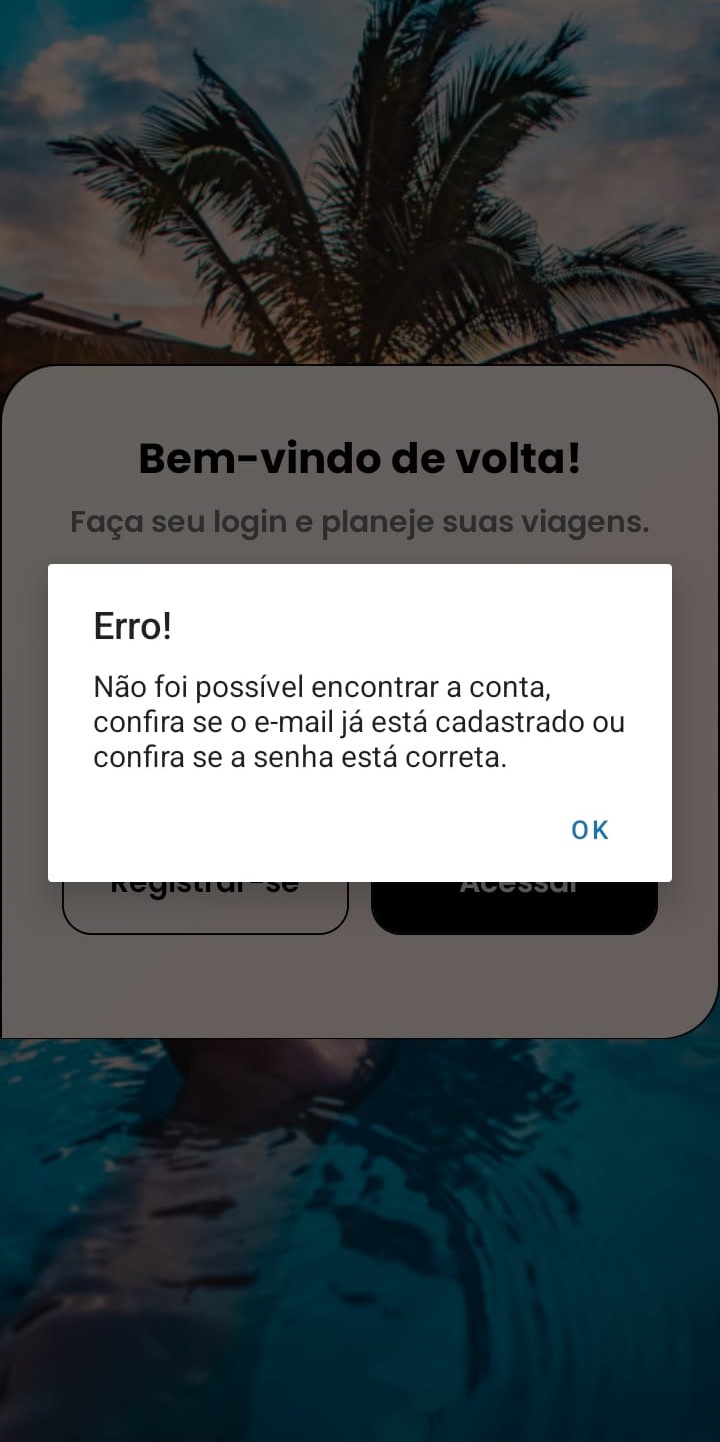 Bem-vindo de volta!
Faça seu login e planeje suas viagens.
Erro!
Não foi possível encontrar a conta,
confira se o e-mail já está cadastrado ou
confira se a senha está correta.
OK
Registrar-se
Acessar